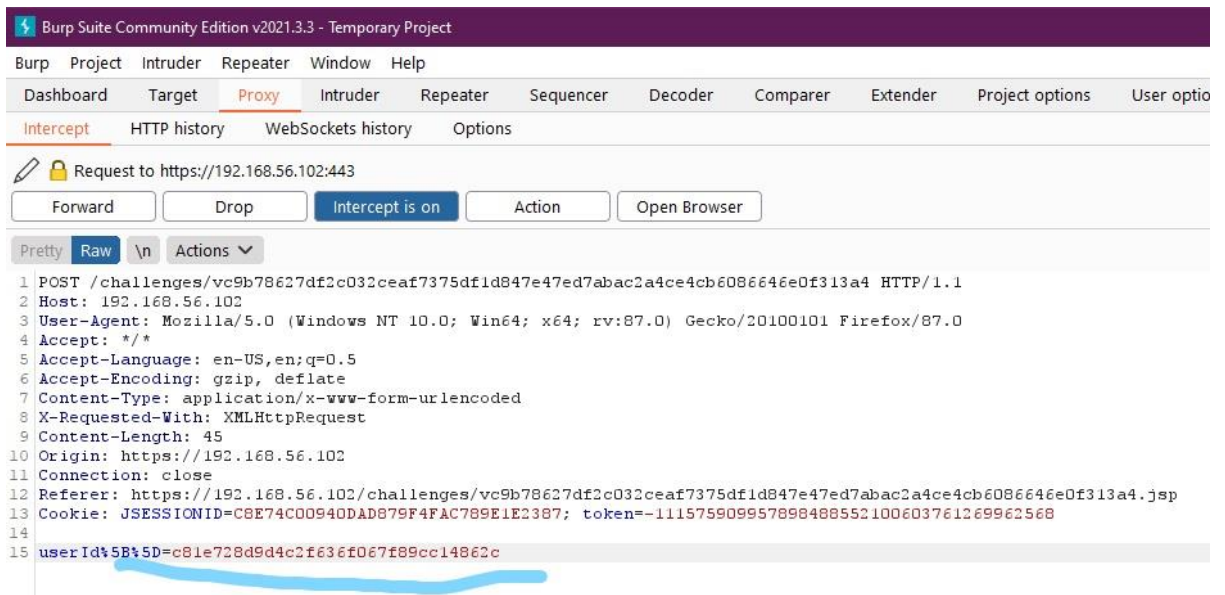 Burp Suite Community Edition v2021.3.3 - Temporary Project
Burp Project Intruder Repeater Window Help
Dashboard Target Proxy Intruder Repeater Sequencer Decoder Comparer Extender Project options User optio
Intercept HTTP history WebSockets history Options
Request to https://192.168.56.102:443
Forward Drop Intercept is on Action Open Browser
Pretty Raw \n Actions
1 POST /challenges/vc9b78627df2c032ceaf7375df1d847e47ed7abac2a4ce4cb6086646e0f313a4 HTTP/1.1
2 Host: 192.168.56.102
3 User-Agent: Mozilla/5.0 (Windows NT 10.0; Win64; x64; rv:87.0) Gecko/20100101 Firefox/87.0
4 Accept: */*
5 Accept-Language: en-US,en;q=0.5
6 Accept-Encoding: gzip, deflate
7 Content-Type: application/x-www-form-urlencoded
8 X-Requested-With: XMLHttpRequest
9 Content-Length: 45
10 Origin: https://192.168.56.102
11 Connection: close
12 Referer: https://192.168.56.102/challenges/vc9b78627df2c032ceaf7375df1d847e47ed7abac2a4ce4cb6086646e0f313a4.jsp
13 Cookie: JSESSIONID=C8E74C00940DAD879F4FAC789E1E2387; token=-111575909957898488552100603761269962568
14
15 userId%5B%5D=c81e728d9d4c2f636f067f89cc14862c